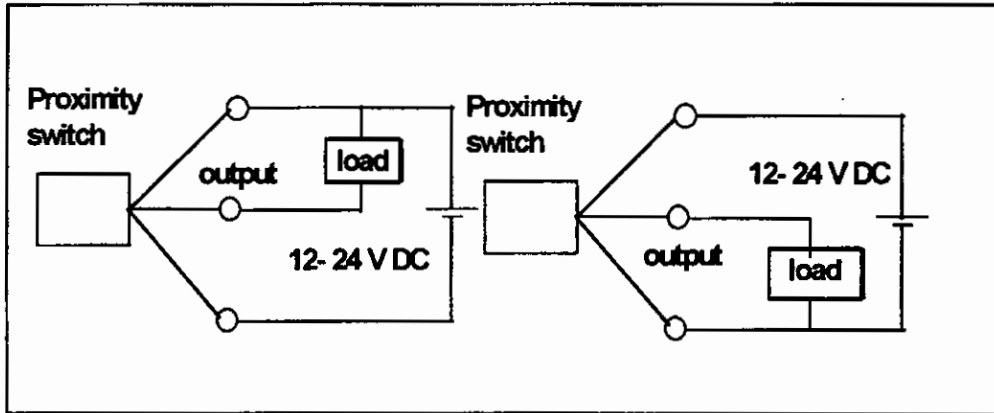 Proximity
switch
output
load
12- 24 V DC
Proximity
switch
12- 24 V DC
output
load